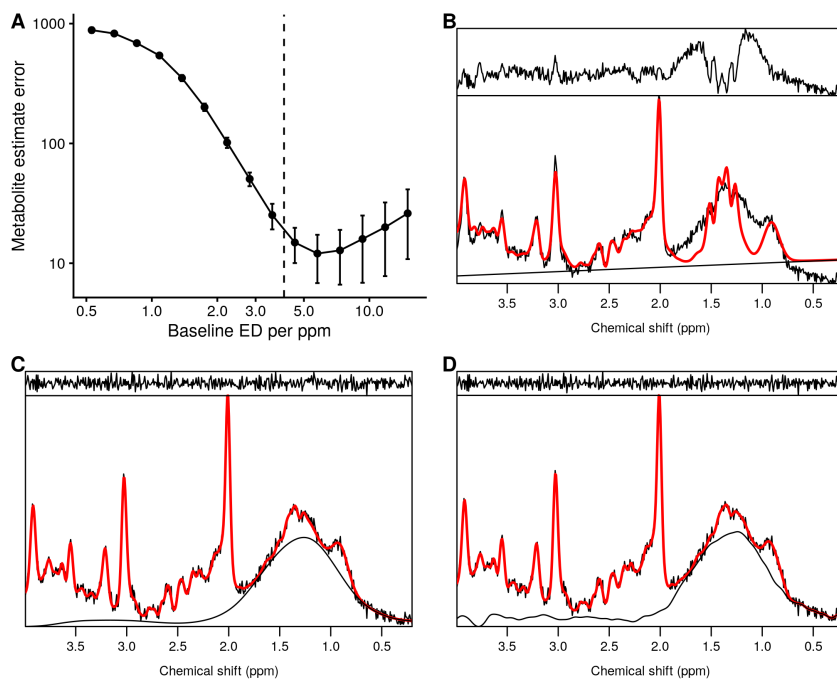 A
Metabolite estimate error
1000
100
10
0.5 1.0 2.0 3.0 5.0 10.0
Baseline ED per ppm
B
3.5 3.0 2.5 2.0 1.5 1.0 0.5
Chemical shift (ppm)
C
3.5 3.0 2.5 2.0 1.5 1.0 0.5
Chemical shift (ppm)
D
3.5 3.0 2.5 2.0 1.5 1.0 0.5
Chemical shift (ppm)